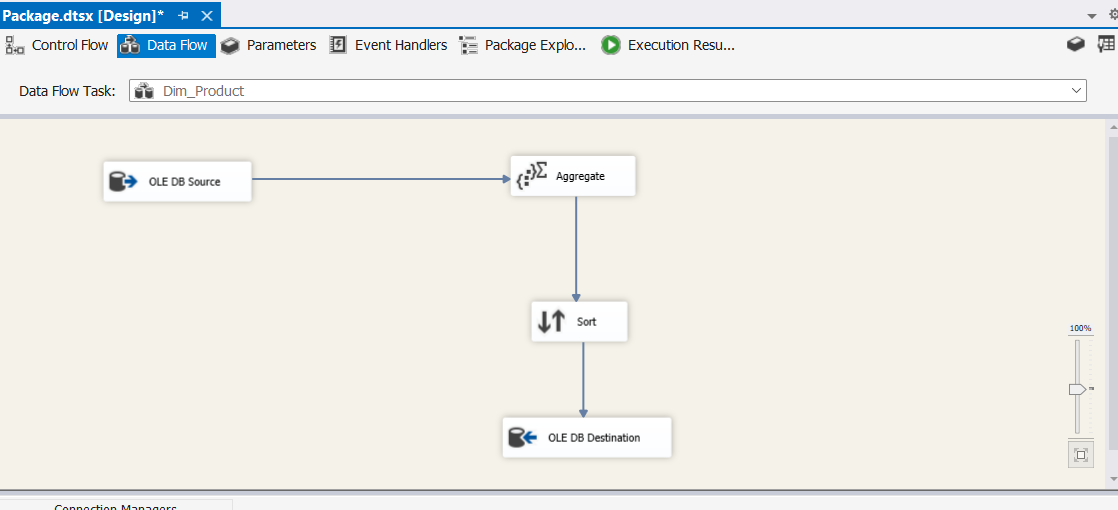 Package.dtsx [Design]*
Control Flow Data Flow Parameters Event Handlers Package Explo... Execution Resu...
Data Flow Task: Dim_Product
OLE DB Source
Aggregate
Sort
100%
OLE DB Destination
Connection Managers